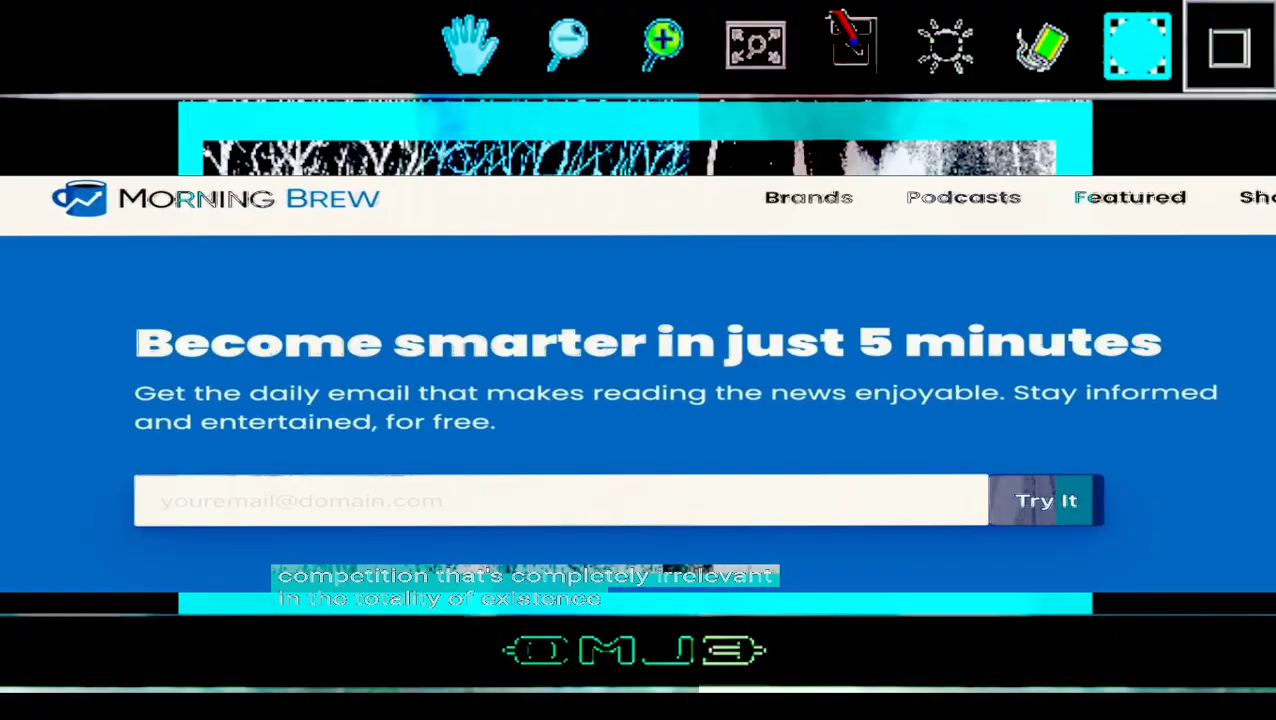 MORNING BREW
Brands Podcasts Featured
Become smarter in just 5 minutes
Get the daily email that makes reading the news enjoyable. Stay informed
and entertained, for free.
youremail@domain.com
Try It
competition that's completely irrelevant
in the totality of existence